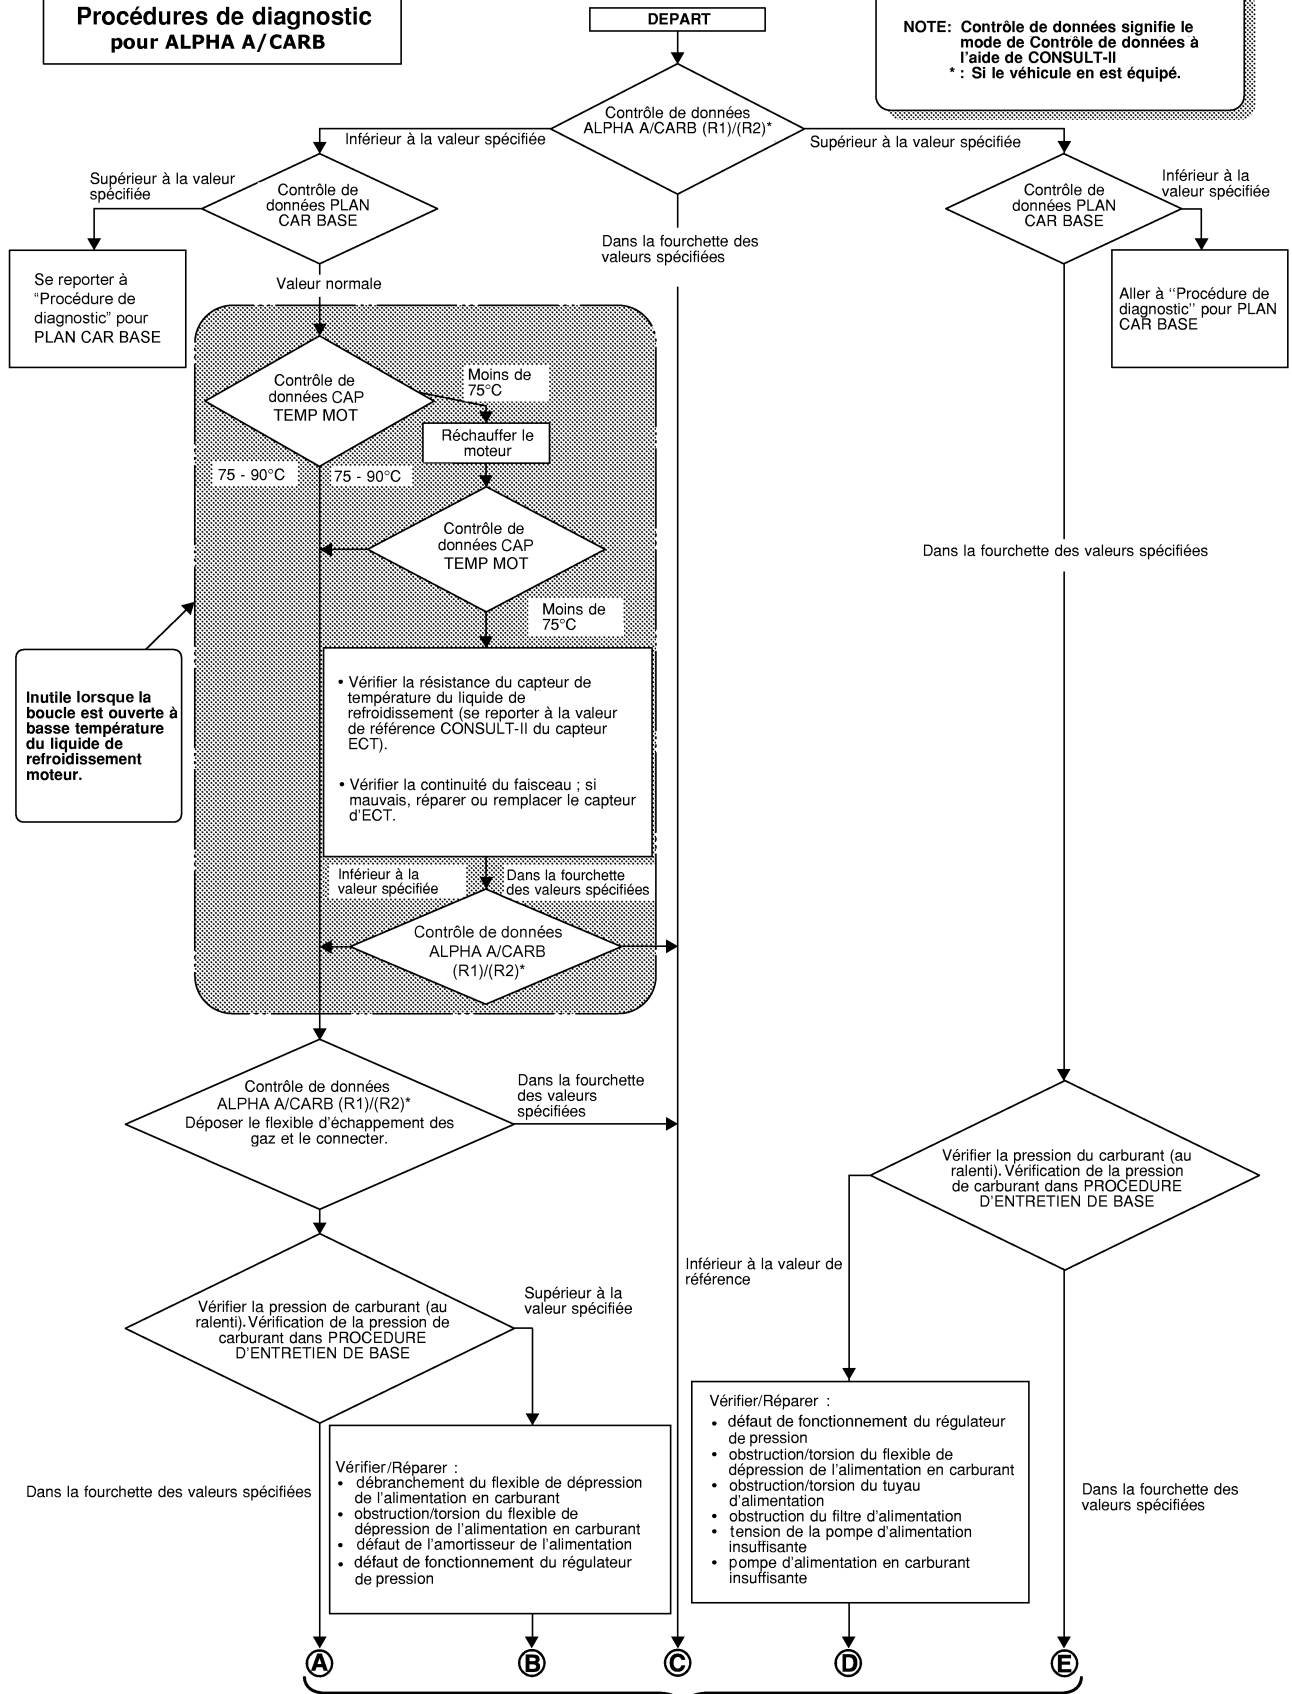 Procédures de diagnostic
pour ALPHA A/CARB
DEPART
NOTE: Contrôle de données signifie le
mode de Contrôle de données à
l'aide de CONSULT-II
* : Si le véhicule en est équipé.
Contrôle de données
ALPHA A/CARB (R1)/(R2)*
Inférieur à la valeur spécifiée
Supérieur à la valeur spécifiée
Supérieur à la valeur
spécifiée
Contrôle de
données PLAN
CAR BASE
Contrôle de
données PLAN
CAR BASE
Inférieur à la
valeur spécifiée
Dans la fourchette des
valeurs spécifiées
Se reporter à
“Procédure de
diagnostic” pour
PLAN CAR BASE
Valeur normale
Aller à ‘‘Procédure de
diagnostic’’ pour PLAN
CAR BASE
Contrôle de
données CAP
TEMP MOT
Moins de
75°C
Réchauffer le
moteur
75 - 90°C
75 - 90°C
Contrôle de
données CAP
TEMP MOT
Dans la fourchette des valeurs spécifiées
Moins de
75°C
Inutile lorsque la
boucle est ouverte à
basse température
du liquide de
refroidissement
moteur.
• Vérifier la résistance du capteur de
température du liquide de
refroidissement (se reporter à la valeur
de référence CONSULT-II du capteur
ECT).
• Vérifier la continuité du faisceau ; si
mauvais, réparer ou remplacer le capteur
d'ECT.
Inférieur à la
valeur spécifiée
Dans la fourchette
des valeurs spécifiées
Contrôle de données
ALPHA A/CARB
(R1)/(R2)*
Contrôle de données
ALPHA A/CARB (R1)/(R2)*
Déposer le flexible d'échappement des
gaz et le connecter.
Dans la fourchette
des valeurs
spécifiées
Vérifier la pression du carburant (au
ralenti). Vérification de la pression
de carburant dans PROCEDURE
D'ENTRETIEN DE BASE
Inférieur à la valeur de
référence
Vérifier la pression de carburant (au
ralenti). Vérification de la pression de
carburant dans PROCEDURE
D'ENTRETIEN DE BASE
Supérieur à la
valeur spécifiée
Dans la fourchette des valeurs spécifiées
Vérifier/Réparer :
• débranchement du flexible de dépression
de l'alimentation en carburant
• obstruction/torsion du flexible de
dépression de l'alimentation en carburant
• défaut de l'amortisseur de l'alimentation
• défaut de fonctionnement du régulateur
de pression
Vérifier/Réparer :
• défaut de fonctionnement du régulateur
de pression
• obstruction/torsion du flexible de
dépression de l'alimentation en carburant
• obstruction/torsion du tuyau
d'alimentation
• obstruction du filtre d'alimentation
• tension de la pompe d'alimentation
insuffisante
• pompe d'alimentation en carburant
insuffisante
Dans la fourchette des
valeurs spécifiées
A
B
C
D
E